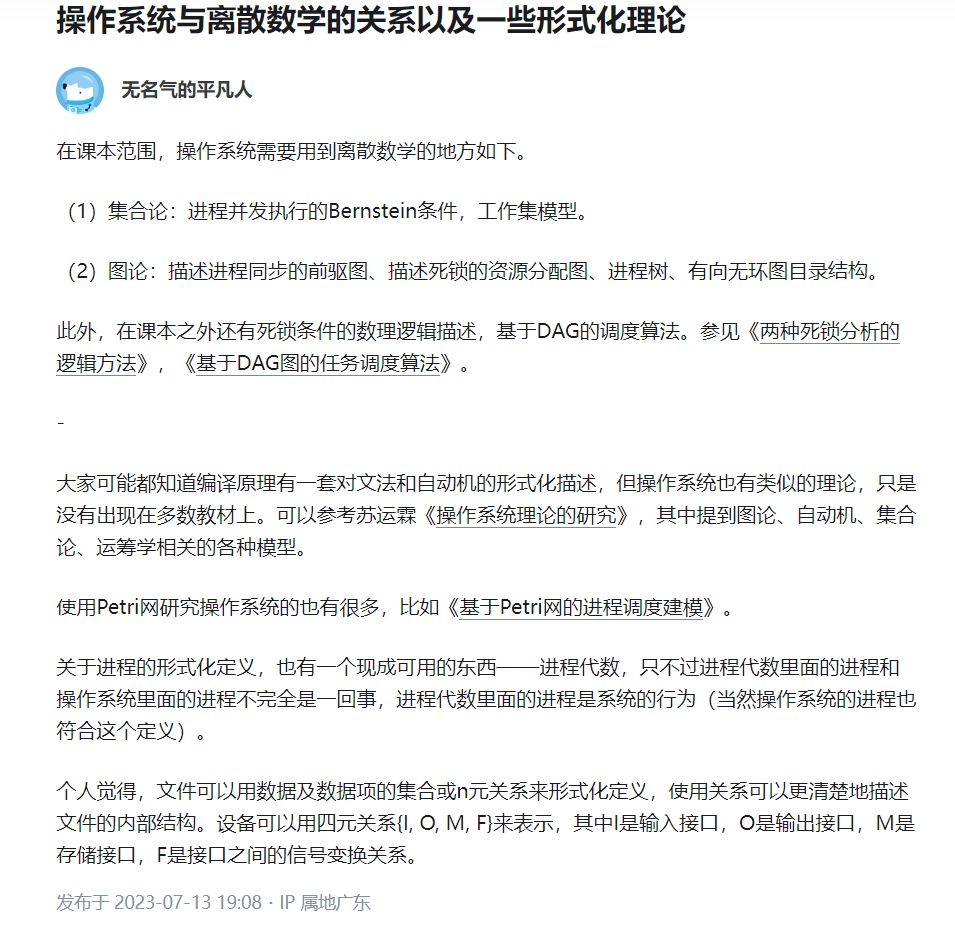 操作系统与离散数学的关系以及一些形式化理论
无名气的平凡人
在课本范围，操作系统需要用到离散数学的地方如下。
（1）集合论：进程并发执行的Bernstein条件，工作集模型。
（2）图论：描述进程同步的前驱图、描述死锁的资源分配图、进程树、有向无环图目录结构。
此外，在课本之外还有死锁条件的数理逻辑描述，基于DAG的调度算法。参见《两种死锁分析的
逻辑方法》，《基于DAG图的任务调度算法》。
-
大家可能都知道编译原理有一套对文法和自动机的形式化描述，但操作系统也有类似的理论，只是
没有出现在多数教材上。可以参考苏运霖《操作系统理论的研究》，其中提到图论、自动机、集合
论、运筹学相关的各种模型。
使用Petri网研究操作系统的也有很多，比如《基于Petri网的进程调度建模》。
关于进程的形式化定义，也有一个现成可用的东西——进程代数，只不过进程代数里面的进程和
操作系统里面的进程不完全是一回事，进程代数里面的进程是系统的行为（当然操作系统的进程也
符合这个定义）。
个人觉得，文件可以用数据及数据项的集合或n元关系来形式化定义，使用关系可以更清楚地描述
文件的内部结构。设备可以用四元关系{I, O, M, F}来表示，其中I是输入接口，O是输出接口，M是
存储接口，F是接口之间的信号变换关系。
发布于 2023-07-13 19:08 · IP 属地广东